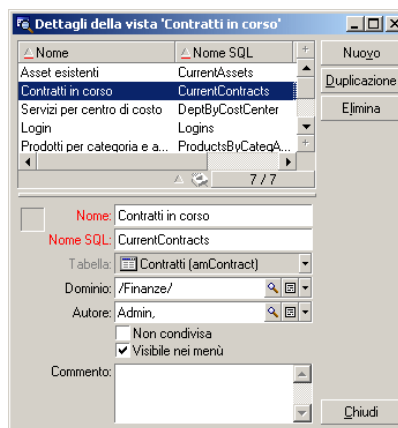 Dettagli della vista 'Contratti in corso'
Nome Nome SQL
Asset esistenti CurrentAssets
Contratti in corso CurrentContracts
Servizi per centro di costo DeptByCostCenter
Login Logins
Prodotti per categoria e a... ProductsByCategA...
7 / 7
Nuovo
Duplicazione
Elimina
Nome: Contratti in corso
Nome SQL: CurrentContracts
Tabella: Contratti (amContract)
Dominio: /Finanze/
Autore: Admin,
Non condivisa
Visibile nei menù
Commento:
Chiudi